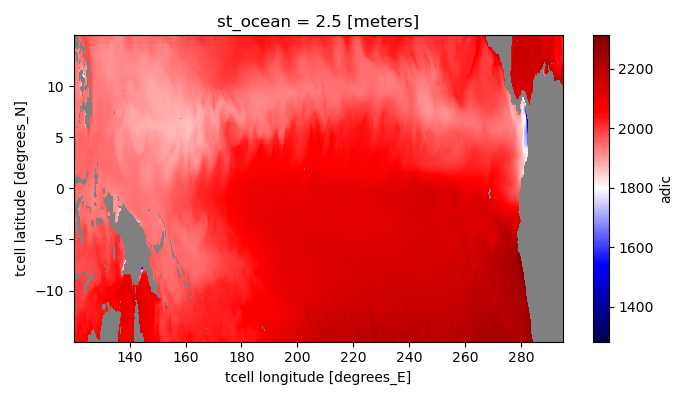 st_ocean = 2.5 [meters]
10
5
0
−5
−10
tcell latitude [degrees_N]
140 160 180 200 220 240 260 280
tcell longitude [degrees_E]
2200
2000
1800
1600
1400
adic